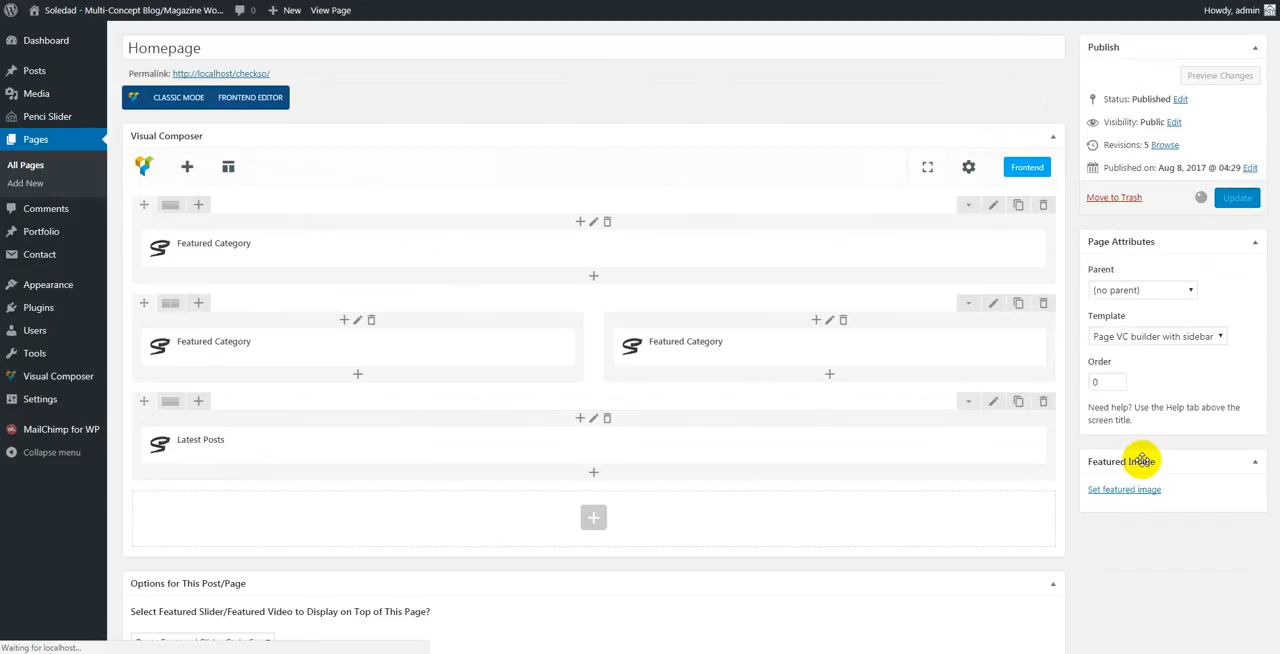 Soledad - Multi-Concept Blog/Magazine Wo... 0 New View Page Howdy, admin
Dashboard
Posts
Media
Penci Slider
Pages
All Pages
Add New
Comments
Portfolio
Contact
Appearance
Plugins
Users
Tools
Visual Composer
Settings
MailChimp for WP
Collapse menu
Homepage
Permalink: http://localhost/checkso/
CLASSIC MODE FRONTEND EDITOR
Visual Composer
Frontend
Featured Category
Featured Category Featured Category
Latest Posts
Options for This Post/Page
Select Featured Slider/Featured Video to Display on Top of This Page?
Publish
Preview Changes
Status: Published Edit
Visibility: Public Edit
Revisions: 5 Browse
Published on: Aug 8, 2017 @ 04:29 Edit
Move to Trash Update
Page Attributes
Parent
(no parent)
Template
Page VC builder with sidebar
Order
0
Need help? Use the Help tab above the
screen title.
Featured Image
Set featured image
Waiting for localhost...